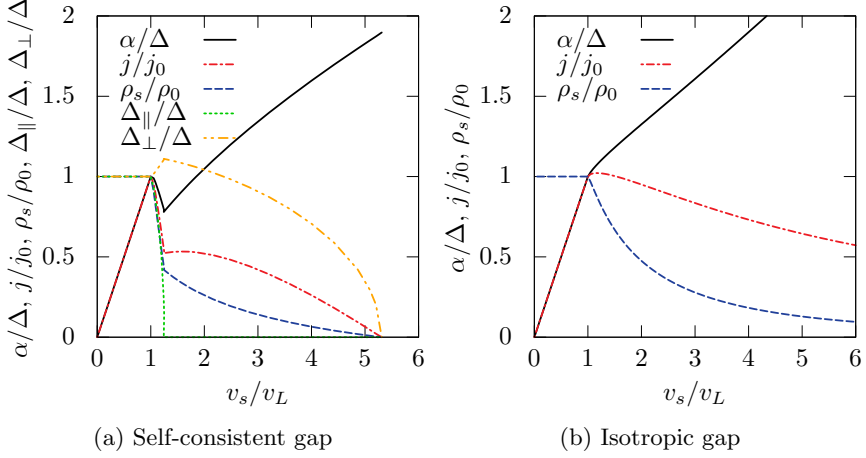 α/Δ, j/j₀, ρₛ/ρ₀, Δ∥/Δ, Δ⊥/Δ
2
1.5
1
0.5
0
α/Δ
j/j₀
ρₛ/ρ₀
Δ∥/Δ
Δ⊥/Δ
0 1 2 3 4 5 6
vₛ/v_L
(a) Self-consistent gap
α/Δ, j/j₀, ρₛ/ρ₀
2
1.5
1
0.5
0
α/Δ
j/j₀
ρₛ/ρ₀
0 1 2 3 4 5 6
vₛ/v_L
(b) Isotropic gap